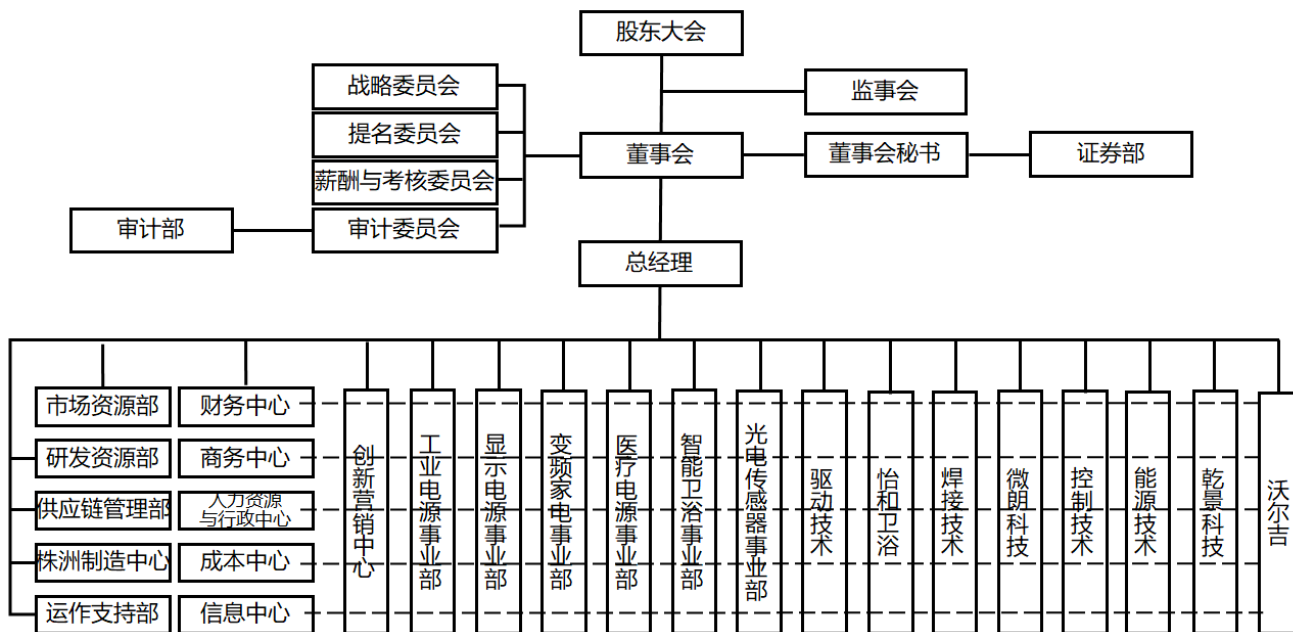 股东大会
战略委员会
监事会
提名委员会
董事会
董事会秘书
证券部
薪酬与考核委员会
审计部
审计委员会
总经理
市场资源部
财务中心
研发资源部
商务中心
供应链管理部
人力资源
与行政中心
株洲制造中心
成本中心
运作支持部
信息中心
创新营销中心
工业电源事业部
显示电源事业部
变频家电事业部
医疗电源事业部
智能卫浴事业部
光电传感器事业部
驱动技术
怡和卫浴
焊接技术
微朗科技
控制技术
能源技术
乾景科技
沃尔吉